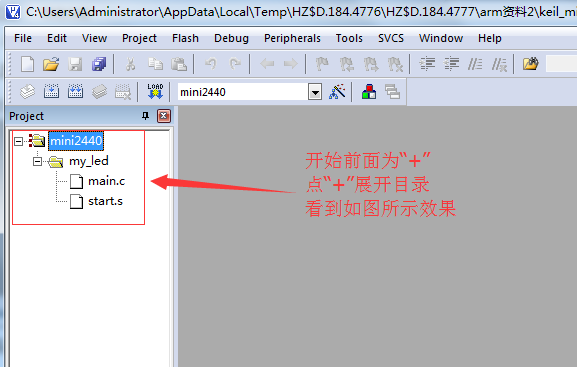 C:\Users\Administrator\AppData\Local\Temp\HZ$D.184.4776\HZ$D.184.4777\arm资料2\keil_m
File Edit View Project Flash Debug Peripherals Tools SVCS Window Help
LOAD
mini2440
Project
mini2440
my_led
main.c
start.s
开始前面为“+”
点“+”展开目录
看到如图所示效果